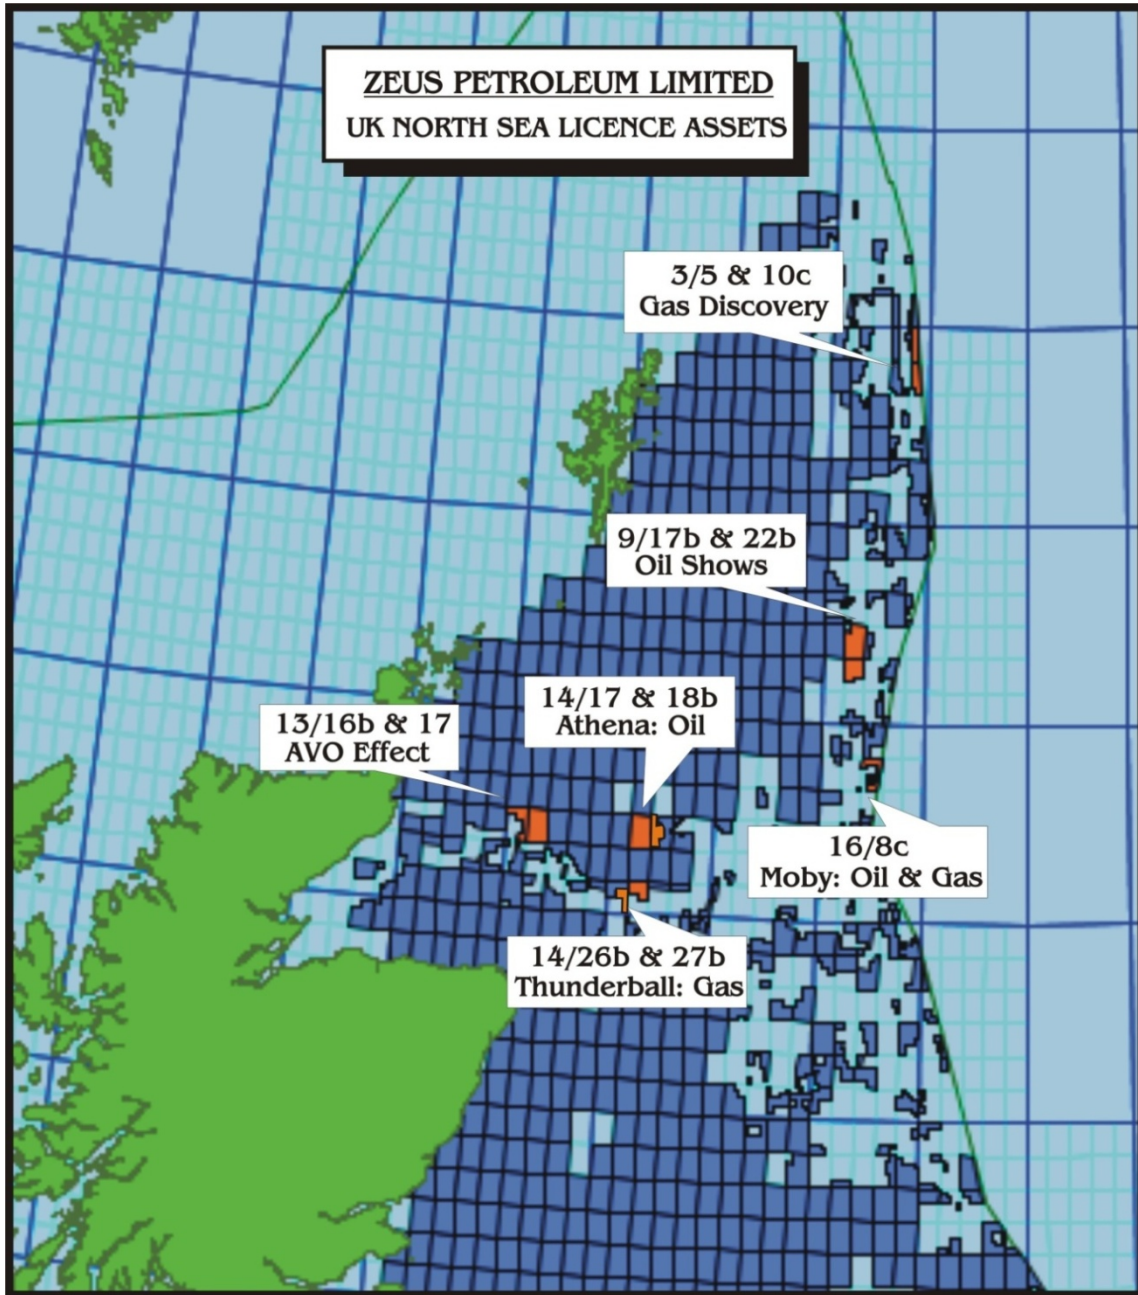 ZEUS PETROLEUM LIMITED
UK NORTH SEA LICENCE ASSETS
3/5 & 10c
Gas Discovery
9/17b & 22b
Oil Shows
14/17 & 18b
Athena: Oil
13/16b & 17
AVO Effect
16/8c
Moby: Oil & Gas
14/26b & 27b
Thunderball: Gas